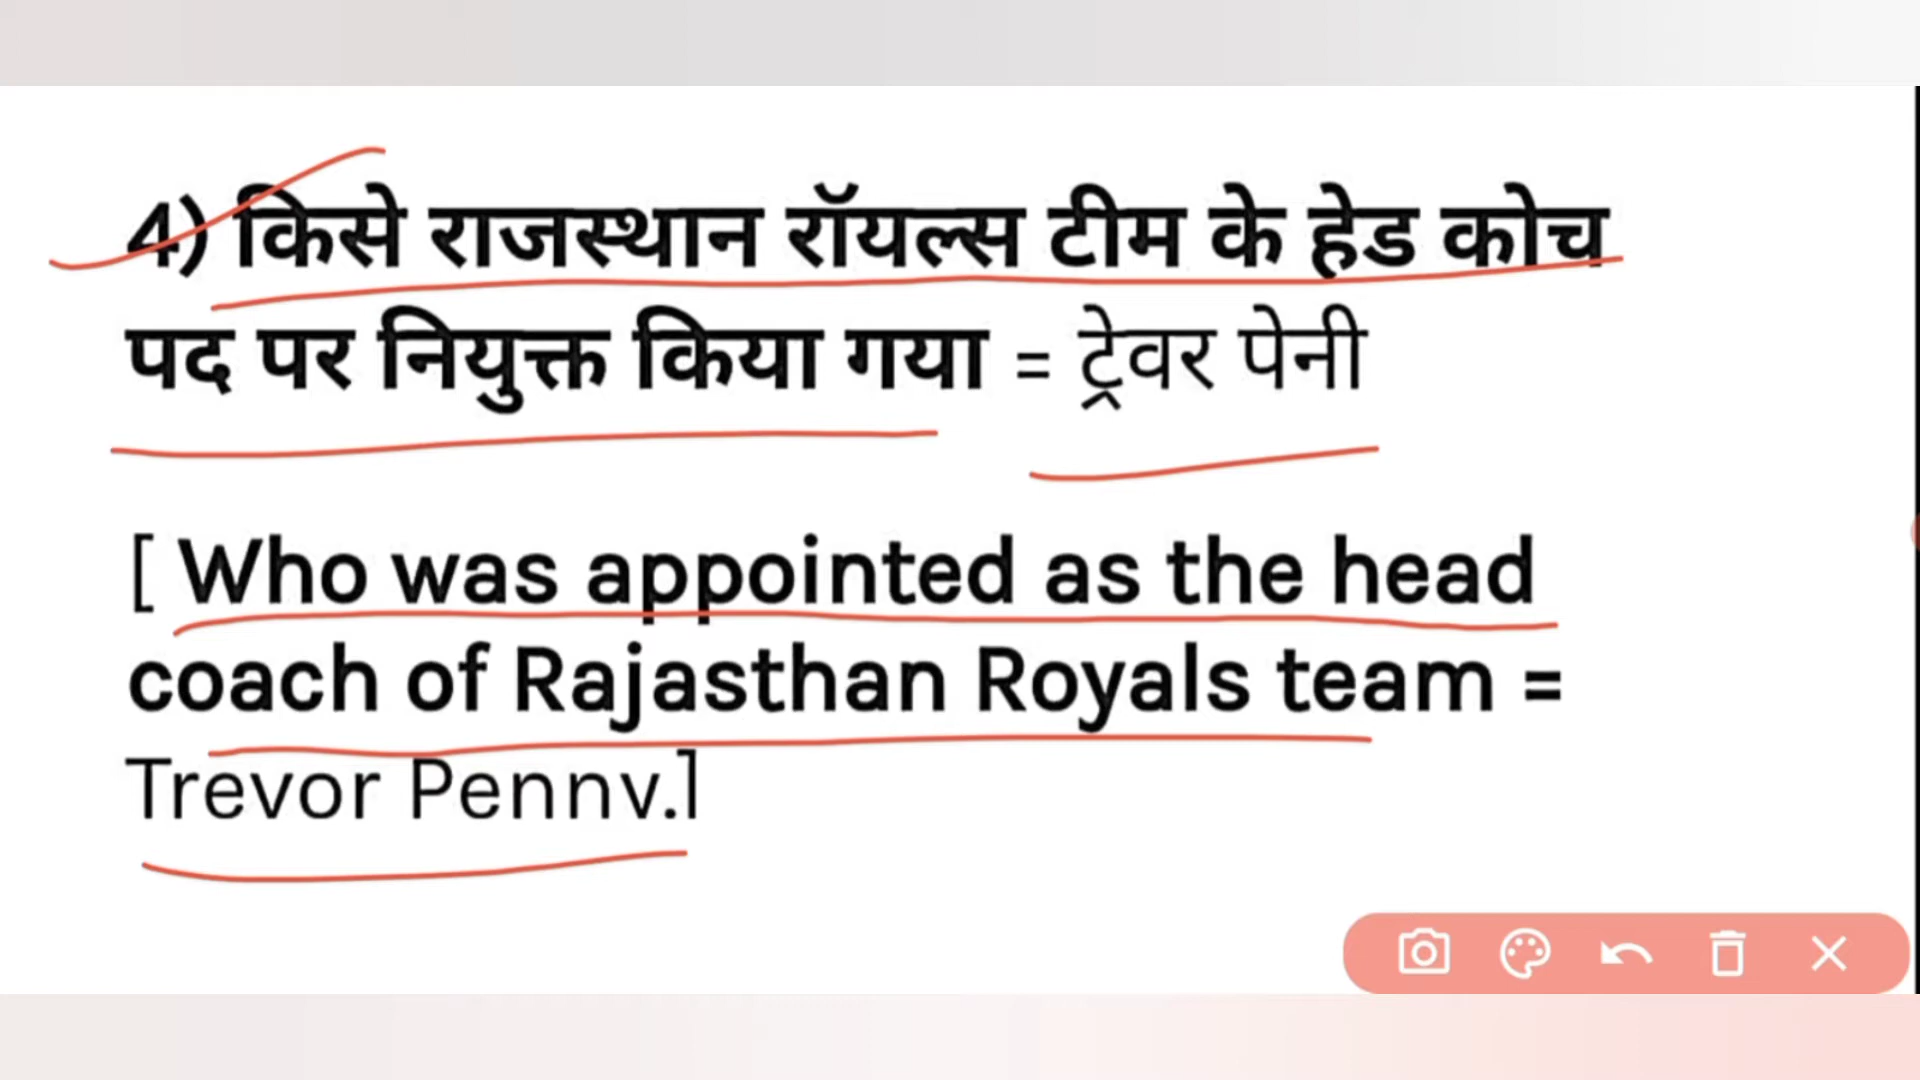 4) किसे राजस्थान रॉयल्स टीम के हेड कोच
पद पर नियुक्त किया गया = ट्रेवर पेनी
[ Who was appointed as the head
coach of Rajasthan Royals team =
Trevor Penny.]